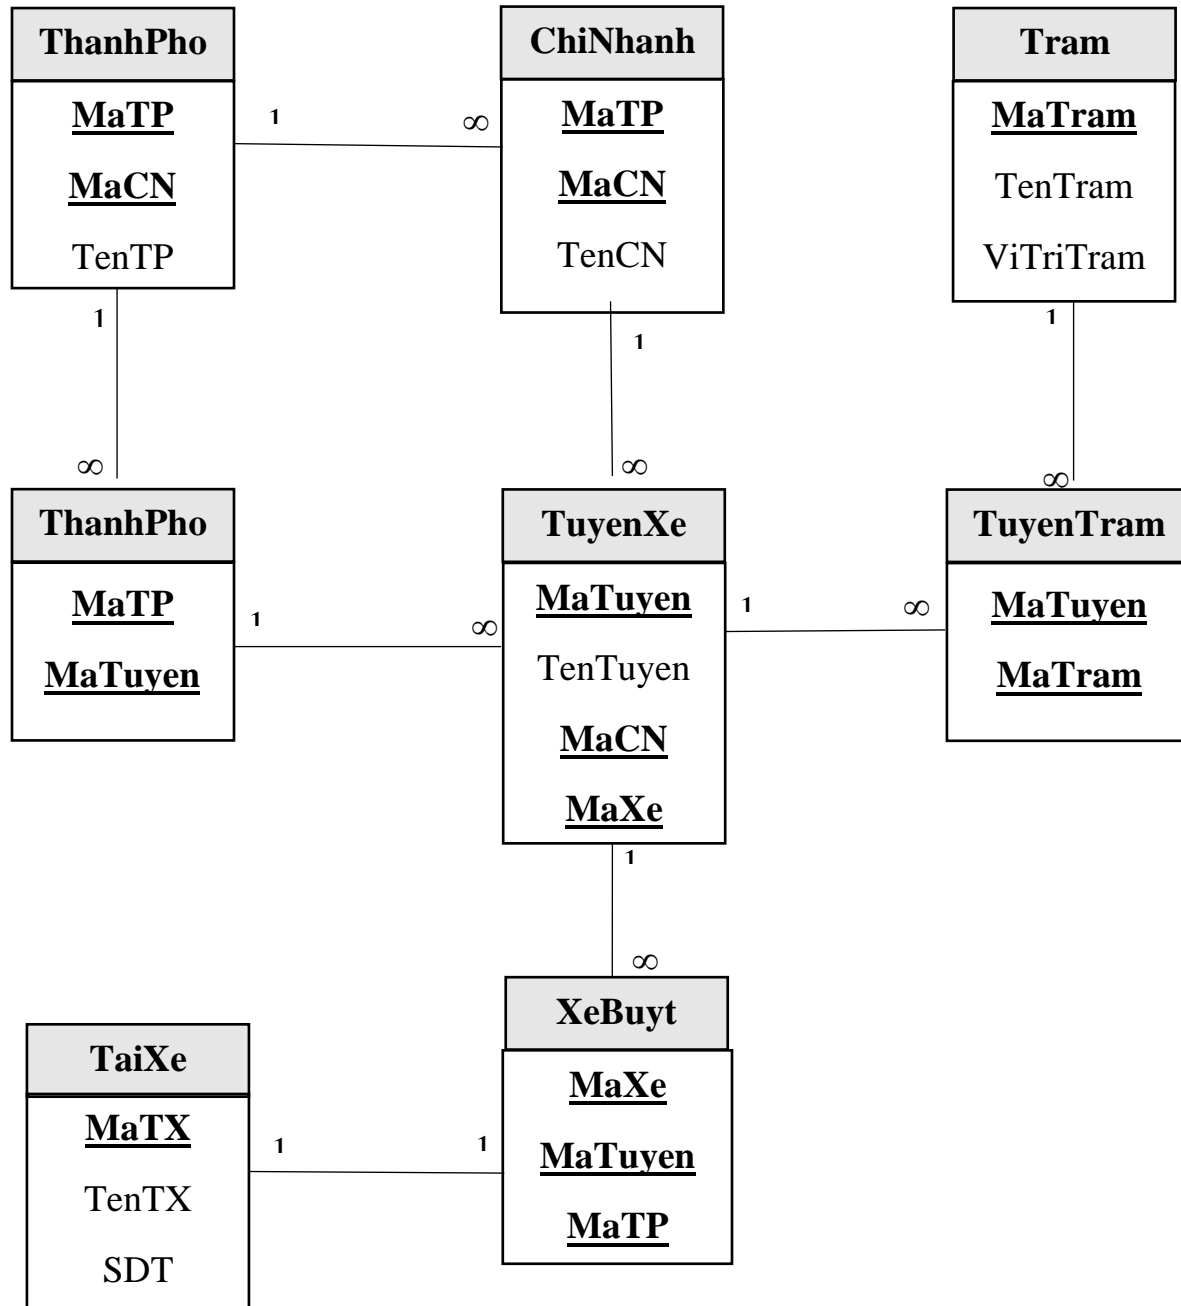 ThanhPho
MaTP
MaCN
TenTP
1
∞
ChiNhanh
MaTP
MaCN
TenCN
Tram
MaTram
TenTram
ViTriTram
1
∞
1
∞
1
∞
ThanhPho
MaTP
MaTuyen
1
∞
TuyenXe
MaTuyen
TenTuyen
MaCN
MaXe
1
∞
TuyenTram
MaTuyen
MaTram
1
∞
TaiXe
MaTX
TenTX
SDT
1
1
XeBuyt
MaXe
MaTuyen
MaTP